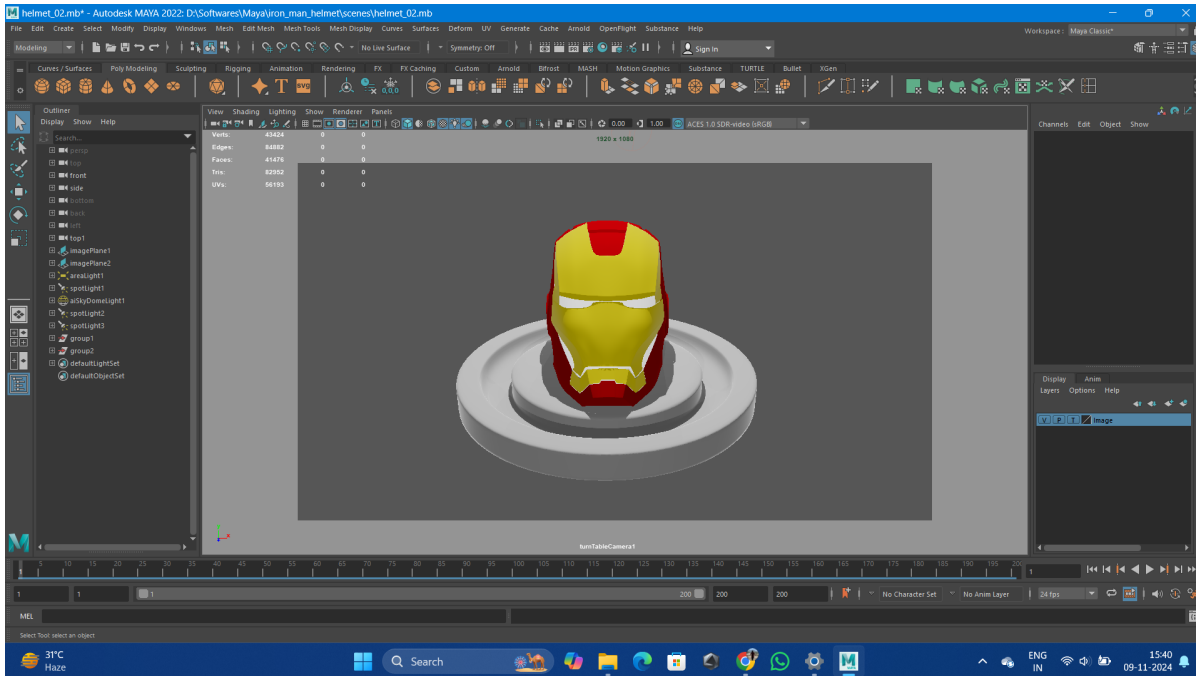 helmet_02.mb* - Autodesk MAYA 2022: D:\Softwares\Maya\iron_man_helmet\scenes\helmet_02.mb
File Edit Create Select Modify Display Windows Mesh Edit Mesh Mesh Tools Mesh Display Curves Surfaces Deform UV Generate Cache Arnold OpenFlight Substance Help
Workspace: Maya Classic*
Modeling No Live Surface Symmetry: Off Sign In
Curves / Surfaces Poly Modeling Sculpting Rigging Animation Rendering FX FX Caching Custom Arnold Bifrost MASH Motion Graphics Substance TURTLE Bullet XGen
Outliner
Display Show Help
Search...
persp
top
front
side
bottom
back
left
top1
imagePlane1
imagePlane2
areaLight1
spotLight1
aiSkyDomeLight1
spotLight2
spotLight3
group1
group2
defaultLightSet
defaultObjectSet
View Shading Lighting Show Renderer Panels
0.00 1.00 ACES 1.0 SDR-video (sRGB)
Verts: 43424 0 0
Edges: 84882 0 0
Faces: 41476 0 0
Tris: 82952 0 0
UVs: 56193 0 0
1920 x 1080
turnTableCamera1
Channels Edit Object Show
Display Anim
Layers Options Help
V P T Image
5 10 15 20 25 30 35 40 45 50 55 60 65 70 75 80 85 90 95 100 105 110 115 120 125 130 135 140 145 150 155 160 165 170 175 180 185 190 195 20
1
1 1 1 200 200 200 No Character Set No Anim Layer 24 fps
MEL
Select Tool: select an object
31°C
Haze
Search
ENG
IN
15:40
09-11-2024